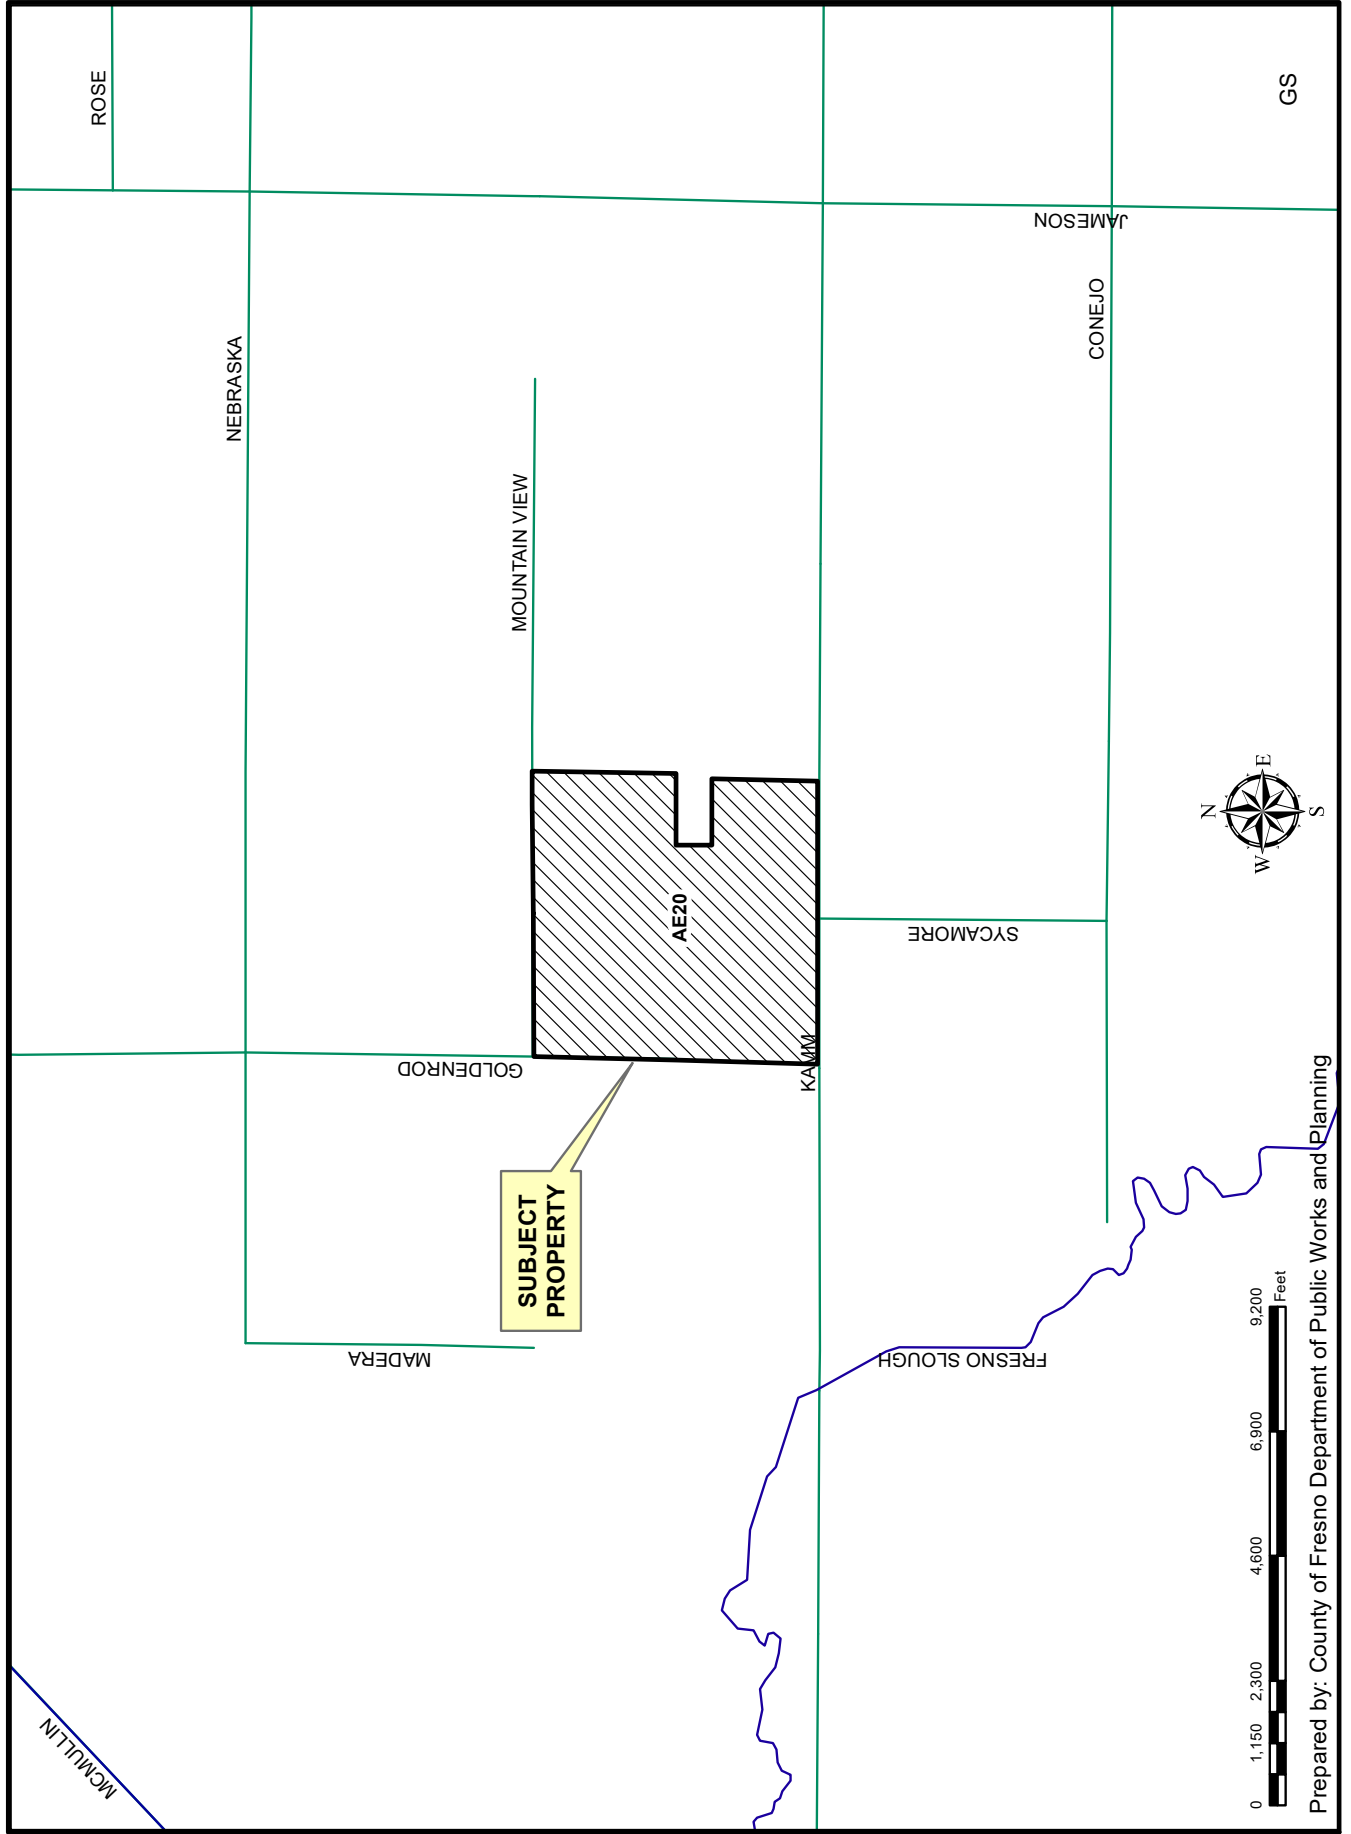 MCMULLIN
ROSE
NEBRASKA
MADERA
GOLDENROD
MOUNTAIN VIEW
SUBJECT
PROPERTY
AE20
KAMM
FRESNO SLOUGH
SYCAMORE
JAMESON
CONEJO
N
W
E
S
0 1,150 2,300 4,600 6,900 9,200
Feet
GS
Prepared by: County of Fresno Department of Public Works and Planning